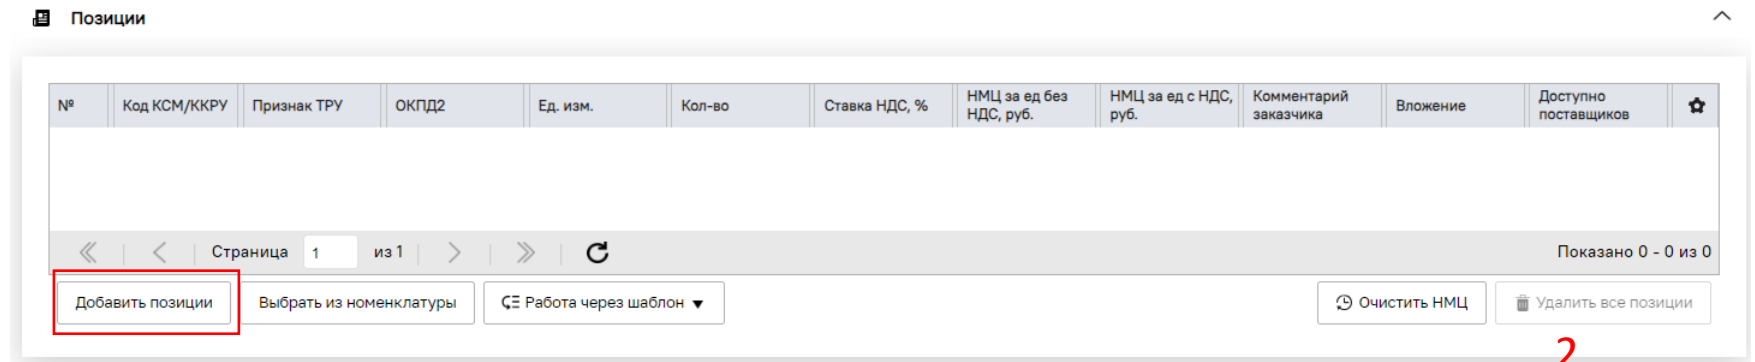 Позиции
№ Код КСМ/ККРУ Признак ТРУ ОКПД2 Ед. изм. Кол-во Ставка НДС, % НМЦ за ед без НДС, руб. НМЦ за ед с НДС, руб. Комментарий заказчика Вложение Доступно поставщиков
Страница 1 из 1 Показано 0 - 0 из 0
Добавить позиции Выбрать из номенклатуры Работа через шаблон Очистить НМЦ Удалить все позиции
2